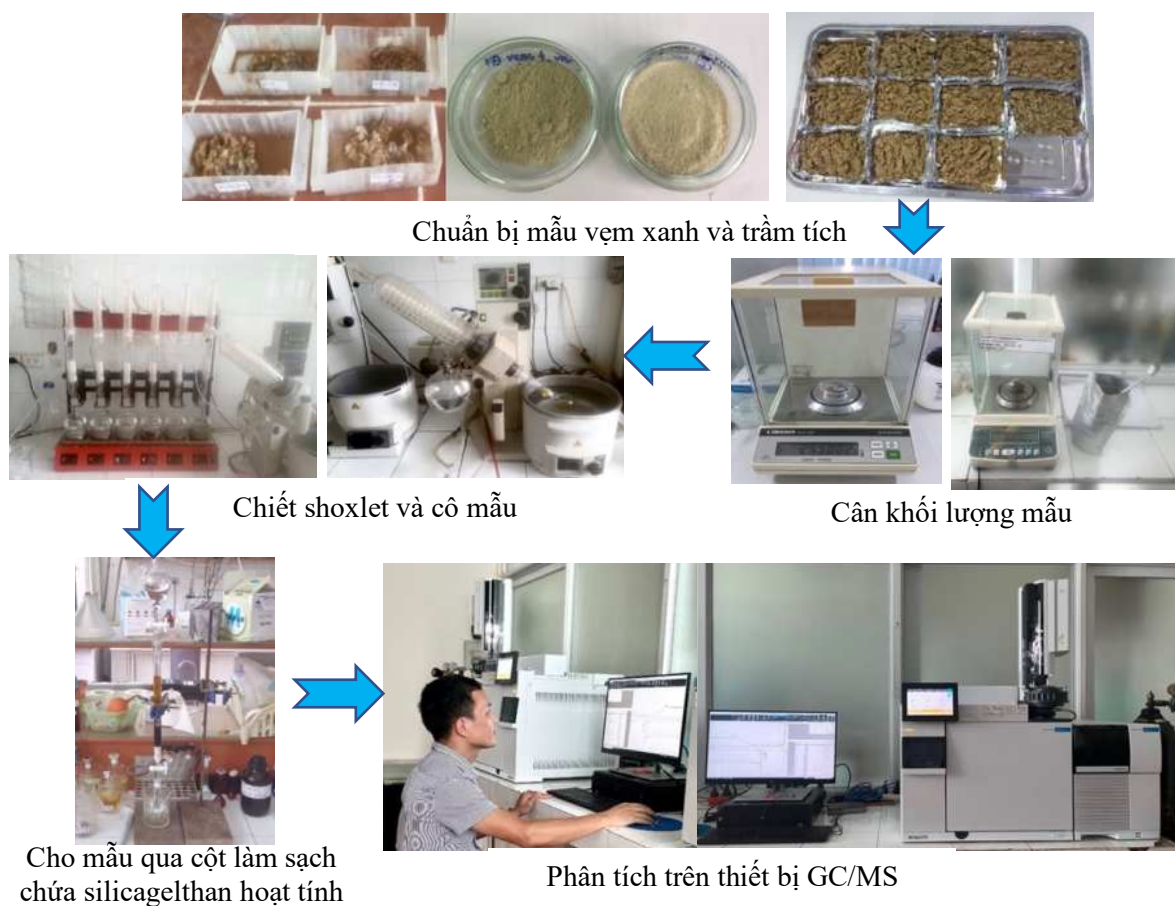 Chuẩn bị mẫu vẹm xanh và trầm tích
Chiết shoxlet và cô mẫu
Cân khối lượng mẫu
Cho mẫu qua cột làm sạch
chứa silicagelthan hoạt tính
Phân tích trên thiết bị GC/MS